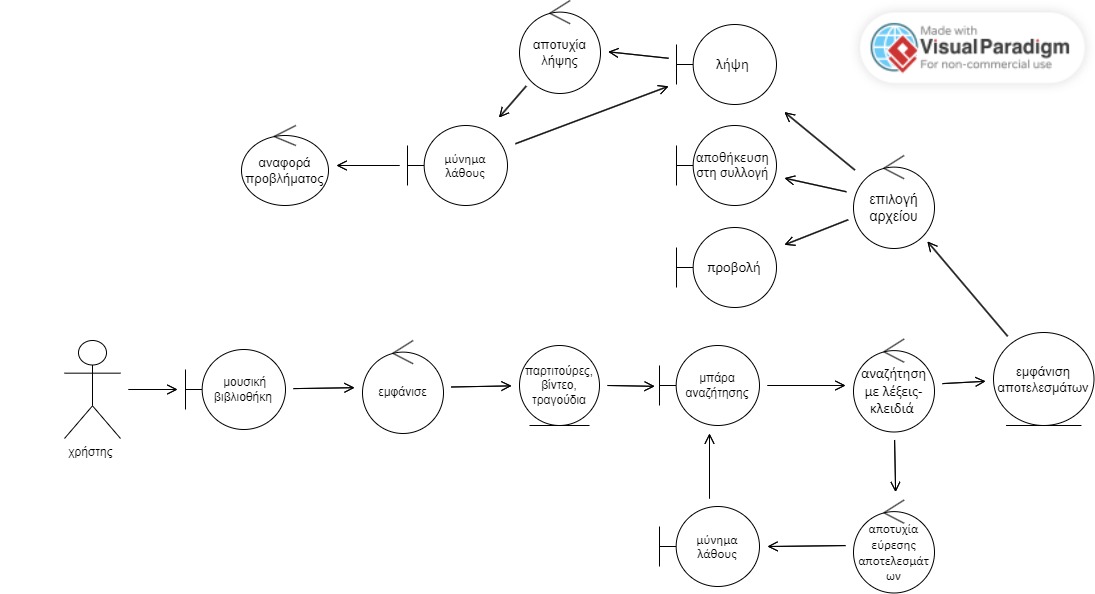 Made with
VisualParadigm
For non-commercial use
αποτυχία
λήψης
λήψη
μύνημα
λάθους
αναφορά
προβλήματος
αποθήκευση
στη συλλογή
επιλογή
αρχείου
προβολή
χρήστης
μουσική
βιβλιοθήκη
εμφάνισε
παρτιτούρες,
βίντεο,
τραγούδια
μπάρα
αναζήτησης
αναζήτηση
με λέξεις-
κλειδιά
εμφάνιση
αποτελεσμάτων
μύνημα
λάθους
αποτυχία
εύρεσης
αποτελεσμάτ
ων